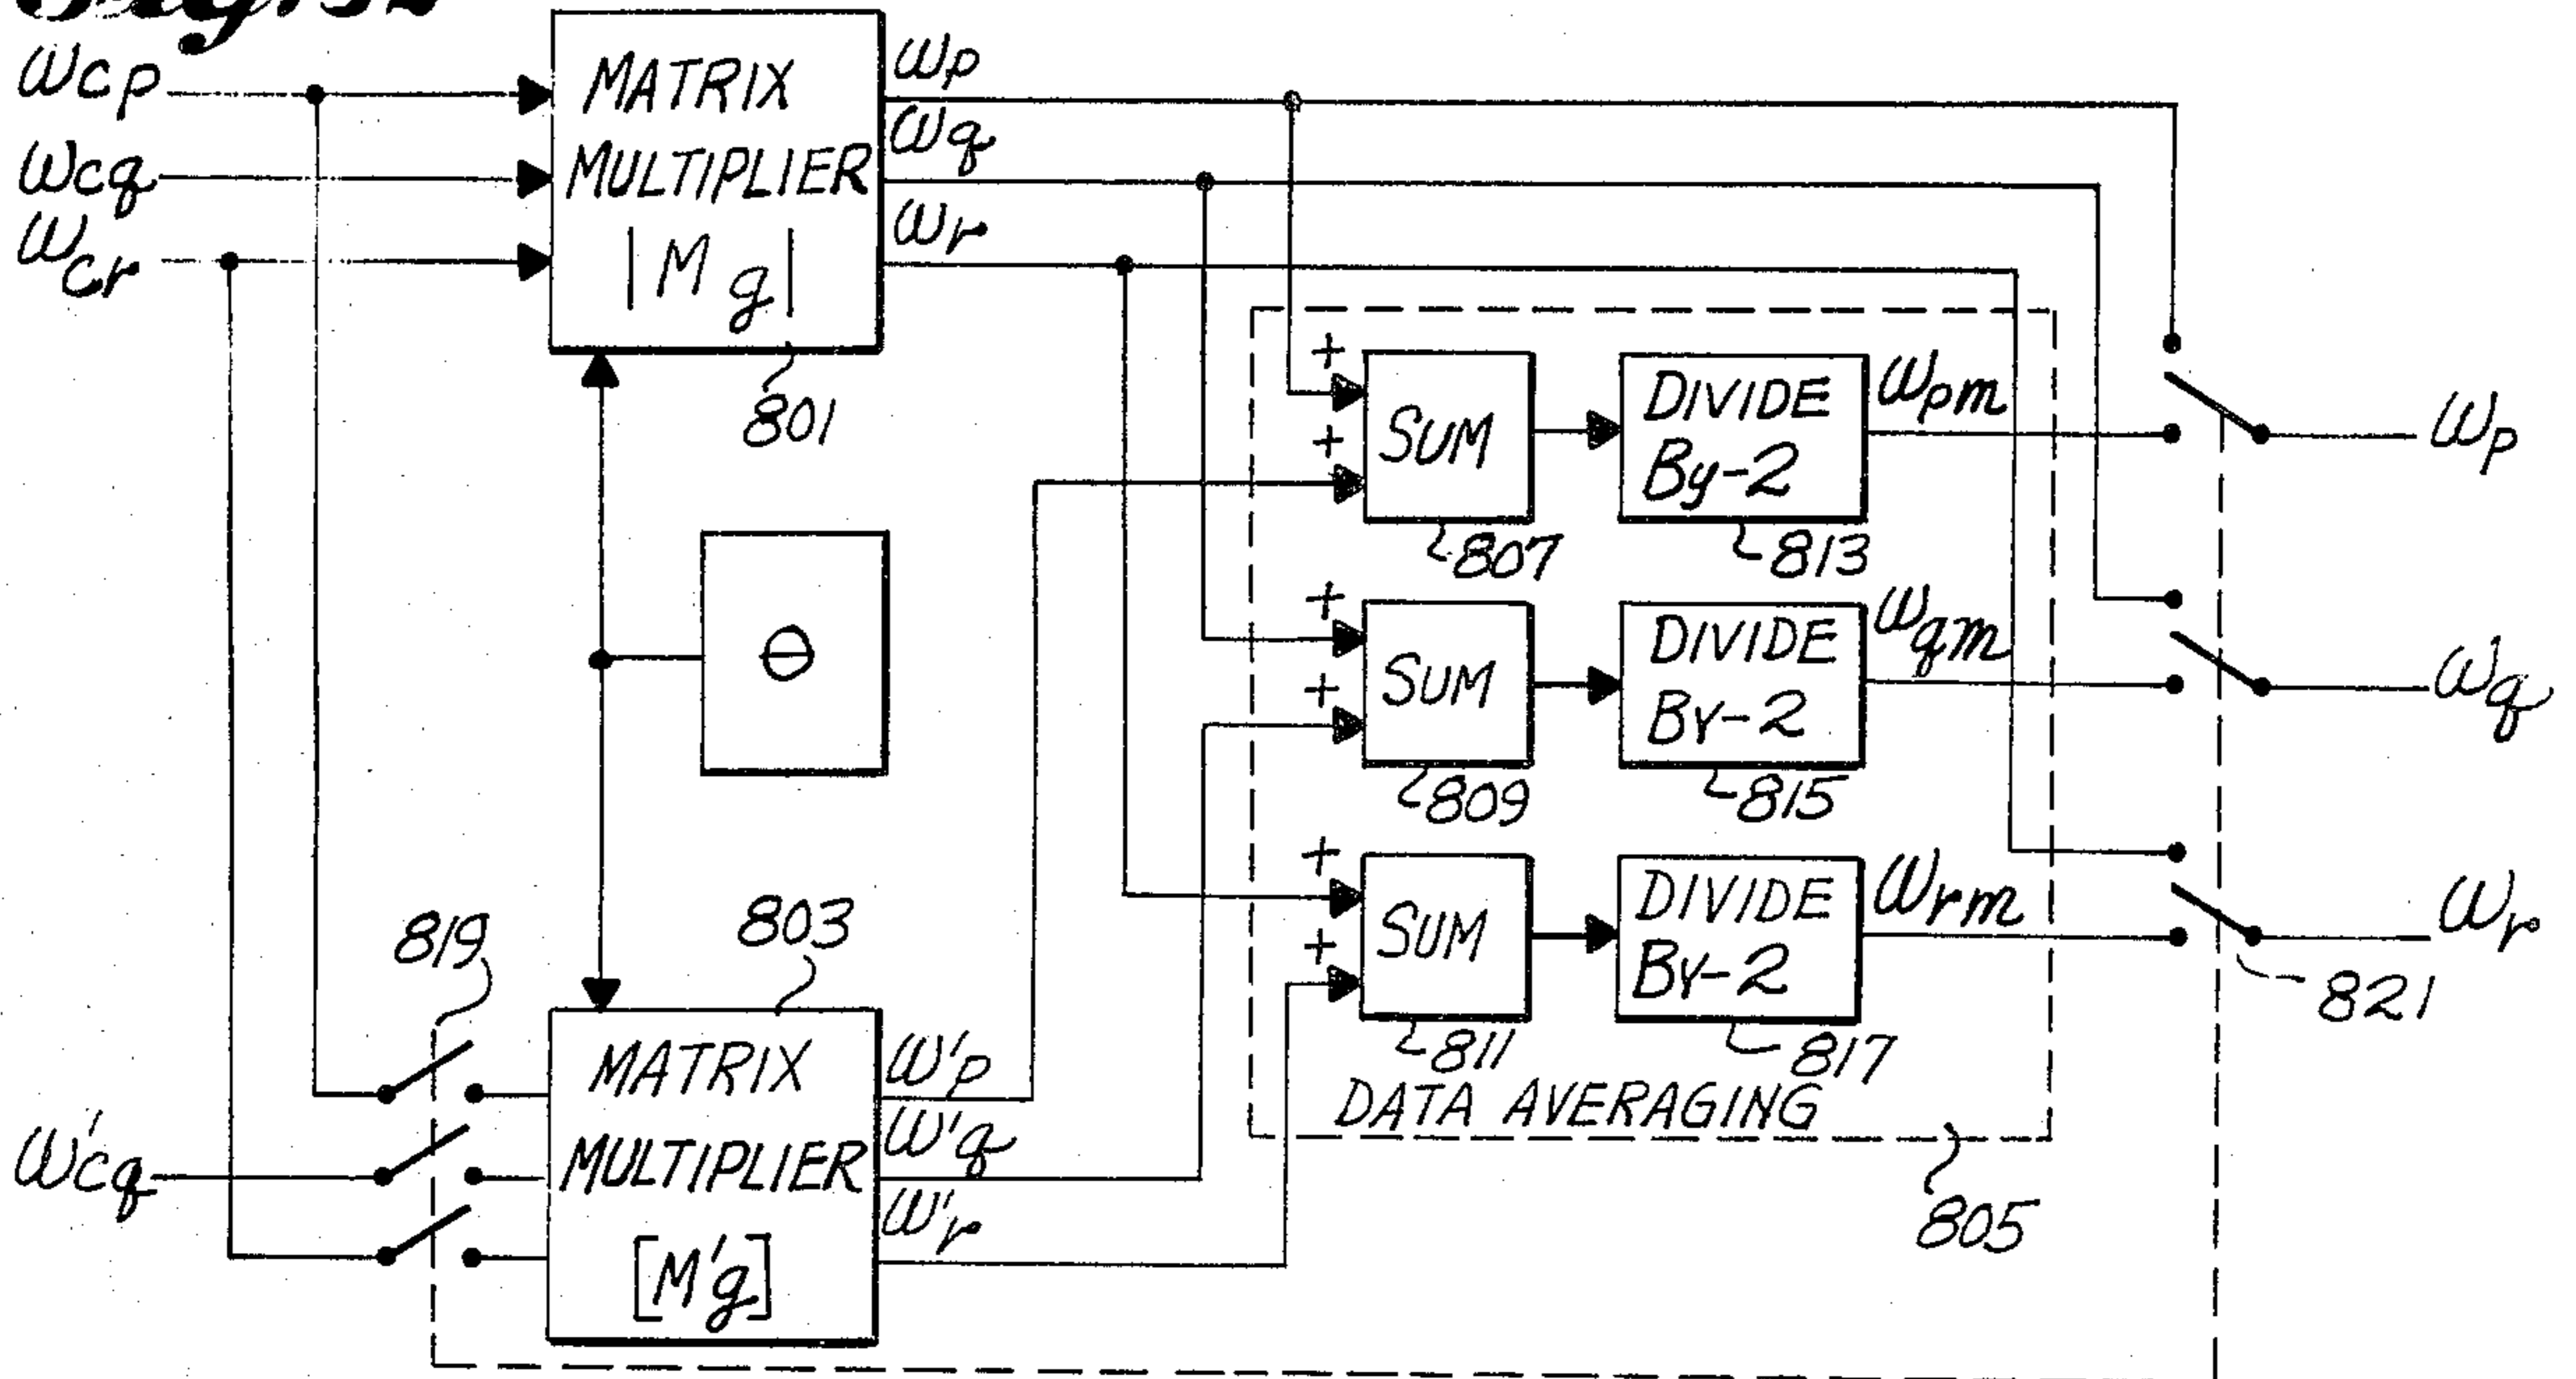 ωcp
ωcq
ωcr
MATRIX
MULTIPLIER
|Mg|
801
ωp
ωq
ωr
θ
+
+
SUM
807
DIVIDE
By-2
813
ωpm
ωp
+
+
SUM
809
DIVIDE
BY-2
815
ωqm
ωq
+
+
SUM
811
DIVIDE
BY-2
817
ωrm
ωr
821
DATA AVERAGING
805
819
803
ω'cq
MATRIX
MULTIPLIER
[M'g]
ω'p
ω'q
ω'r